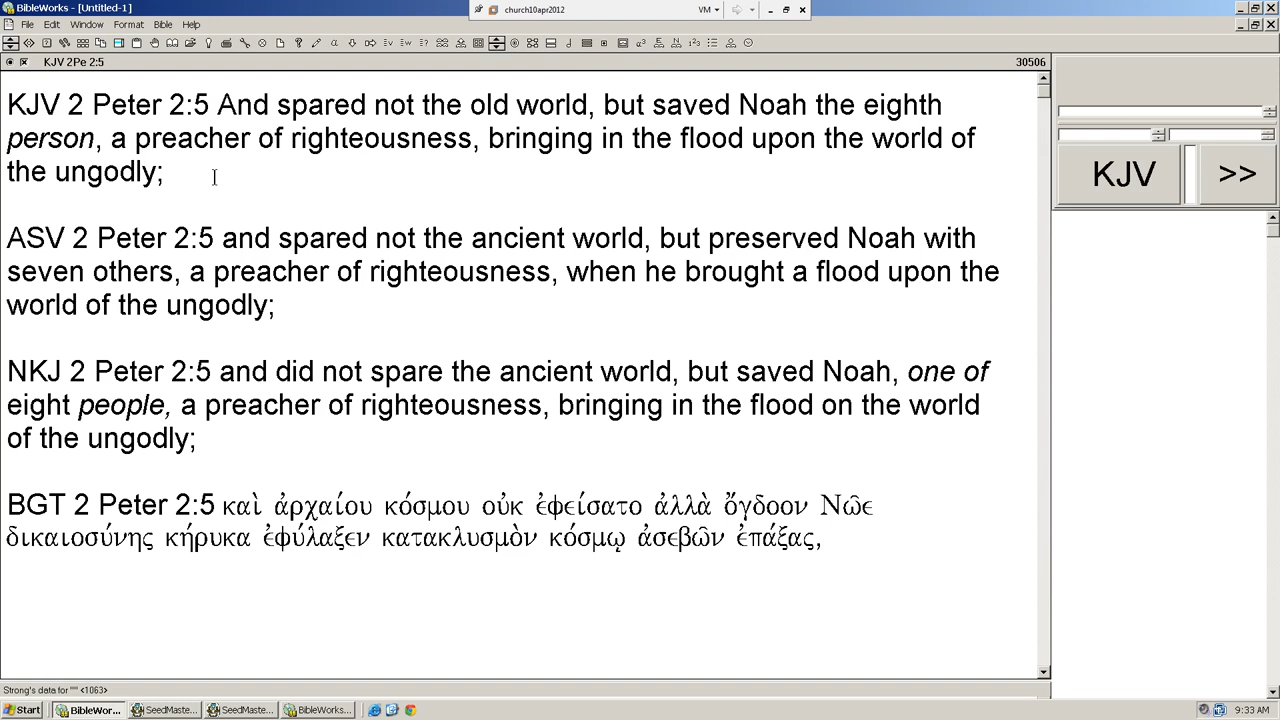 BibleWorks - [Untitled-1]
church10apr2012
VM
File Edit Window Format Bible Help
KJV 2Pe 2:5
30506
KJV 2 Peter 2:5 And spared not the old world, but saved Noah the eighth
person, a preacher of righteousness, bringing in the flood upon the world of
the ungodly;
ASV 2 Peter 2:5 and spared not the ancient world, but preserved Noah with
seven others, a preacher of righteousness, when he brought a flood upon the
world of the ungodly;
NKJ 2 Peter 2:5 and did not spare the ancient world, but saved Noah, one of
eight people, a preacher of righteousness, bringing in the flood on the world
of the ungodly;
BGT 2 Peter 2:5 καὶ ἀρχαίου κόσμου οὐκ ἐφείσατο ἀλλὰ ὄγδοον Νῶε
δικαιοσύνης κήρυκα ἐφύλαξεν κατακλυσμὸν κόσμῳ ἀσεβῶν ἐπάξας,
KJV >>
Strong's data for "" <1063>
Start BibleWor... SeedMaste... SeedMaste... BibleWorks... 9:33 AM